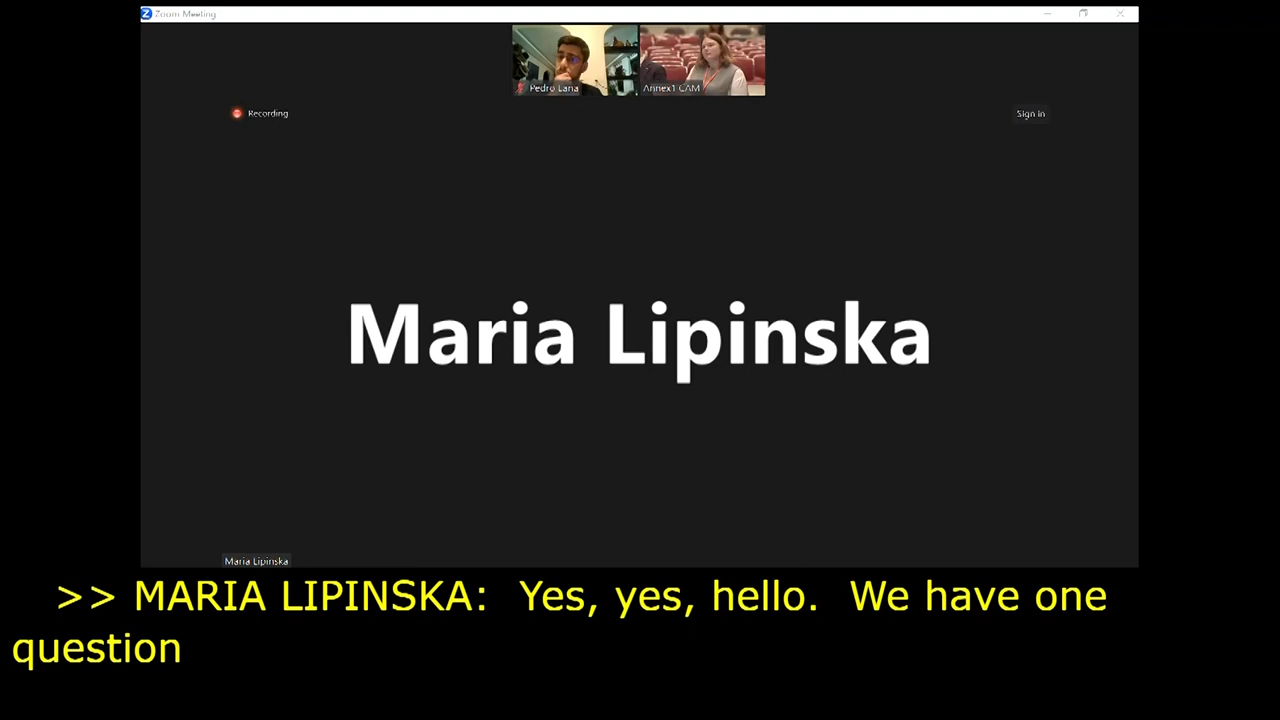 Zoom Meeting
Pedro Lana
Annex1 CAM
Recording
Sign in
Maria Lipinska
Maria Lipinska
>> MARIA LIPINSKA:  Yes, yes, hello.  We have one
question